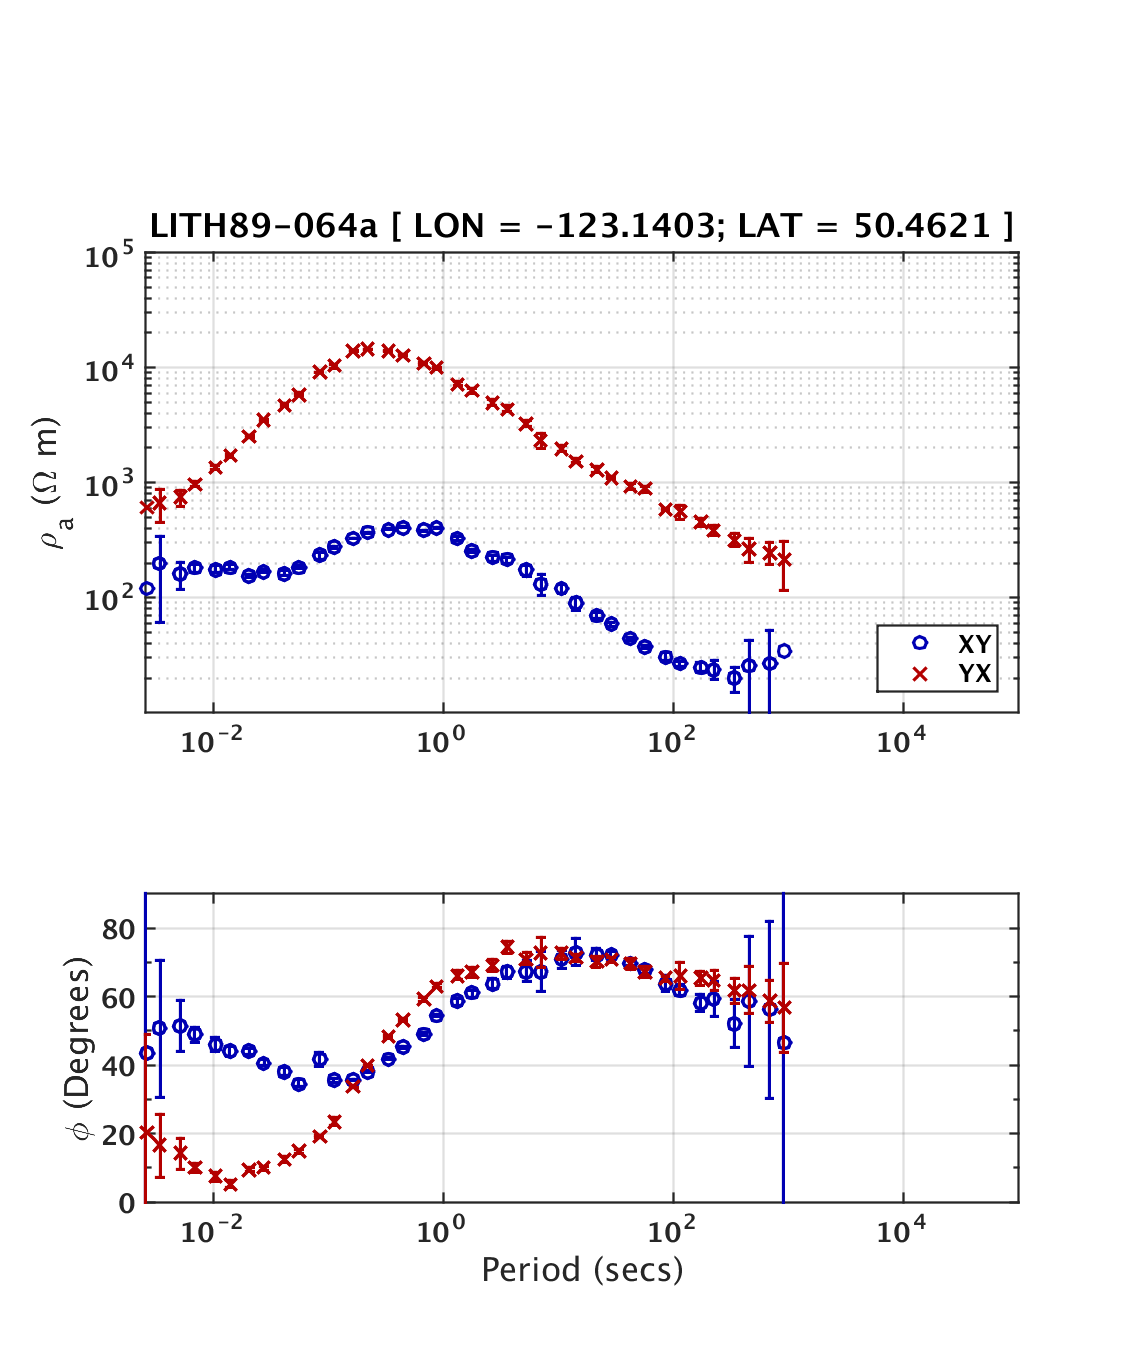 LITH89-064a [ LON = -123.1403; LAT = 50.4621 ]
10^5
10^4
10^3
10^2
ρ_a (Ω m)
XY
YX
10^-2 10^0 10^2 10^4
80
60
40
20
0
ϕ (Degrees)
10^-2 10^0 10^2 10^4
Period (secs)